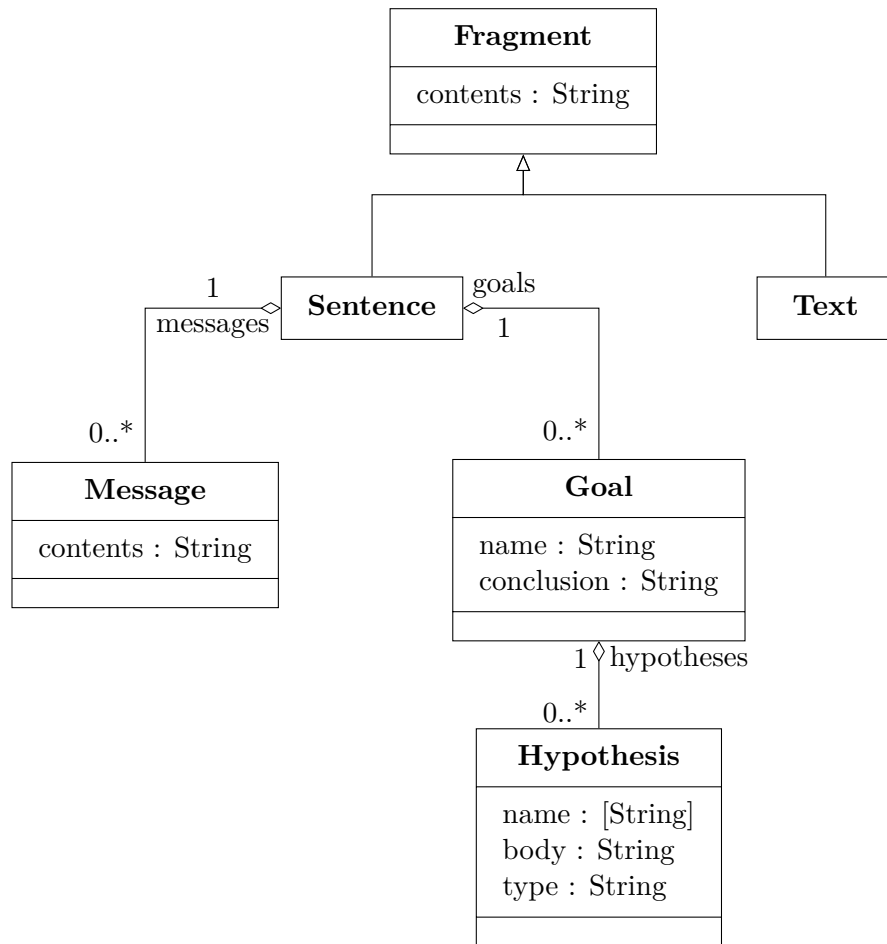 Fragment
contents : String
1
messages
Sentence
goals
1
Text
0..*
0..*
Message
contents : String
Goal
name : String
conclusion : String
1
hypotheses
0..*
Hypothesis
name : [String]
body : String
type : String